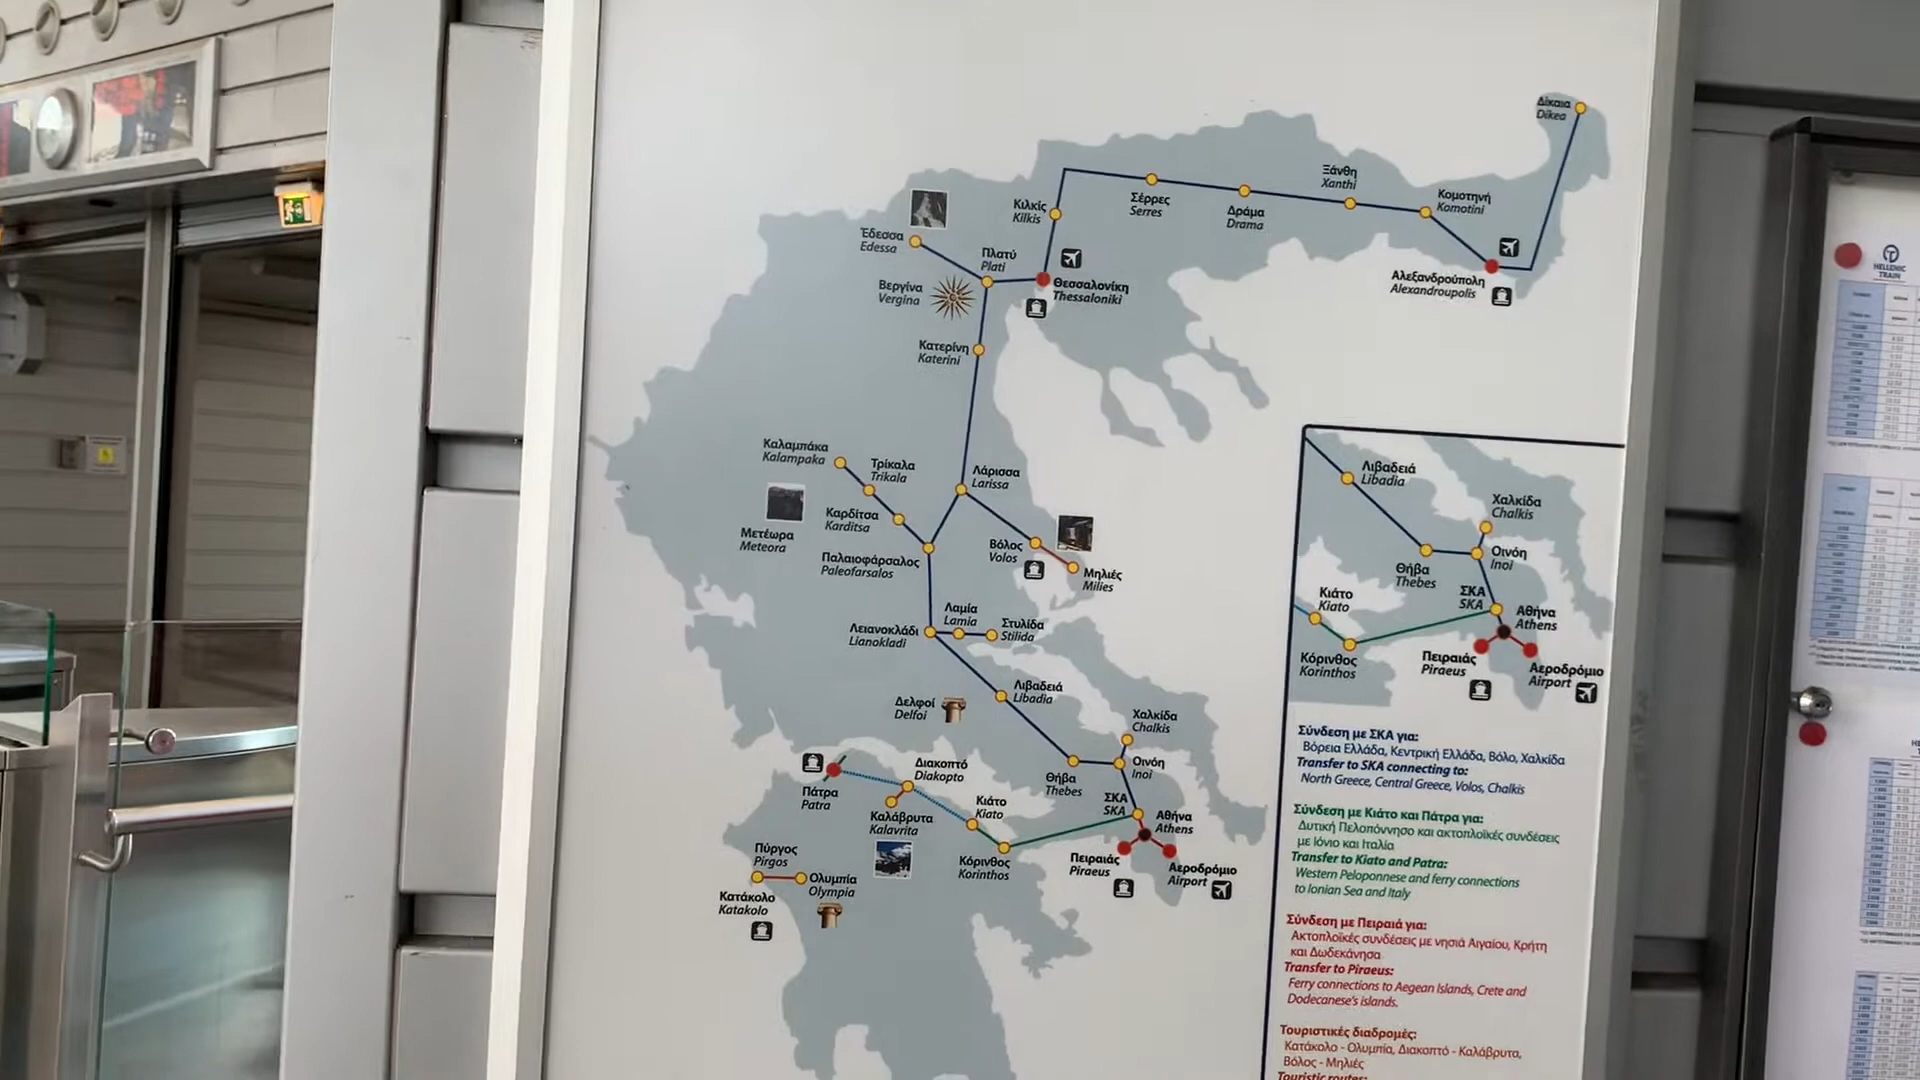 Δίκαια
Dikea
Ξάνθη
Xanthi
Κομοτηνή
Komotini
Σέρρες
Serres
Δράμα
Drama
Κιλκίς
Kilkis
Έδεσσα
Edessa
Πλατύ
Plati
Αλεξανδρούπολη
Alexandroupolis
Θεσσαλονίκη
Thessaloniki
Βεργίνα
Vergina
Κατερίνη
Katerini
Καλαμπάκα
Kalampaka
Τρίκαλα
Trikala
Λάρισσα
Larissa
Καρδίτσα
Karditsa
Μετέωρα
Meteora
Παλαιοφάρσαλος
Paleofarsalos
Βόλος
Volos
Μηλιές
Milies
Λαμία
Lamia
Στυλίδα
Stilida
Λειανοκλάδι
Lianokladi
Λιβαδειά
Libadia
Δελφοί
Delfoi
Χαλκίδα
Chalkis
Θήβα
Thebes
Οινόη
Inoi
Διακοπτό
Diakopto
Πάτρα
Patra
Καλάβρυτα
Kalavrita
Κιάτο
Kiato
ΣΚΑ
SKA
Αθήνα
Athens
Κόρινθος
Korinthos
Πειραιάς
Piraeus
Αεροδρόμιο
Airport
Πύργος
Pirgos
Ολυμπία
Olympia
Κατάκολο
Katakolo
Λιβαδειά
Libadia
Χαλκίδα
Chalkis
Οινόη
Inoi
Θήβα
Thebes
Κιάτο
Kiato
ΣΚΑ
SKA
Αθήνα
Athens
Κόρινθος
Korinthos
Πειραιάς
Piraeus
Αεροδρόμιο
Airport
Σύνδεση με ΣΚΑ για:
Βόρεια Ελλάδα, Κεντρική Ελλάδα, Βόλο, Χαλκίδα
Transfer to SKA connecting to:
North Greece, Central Greece, Volos, Chalkis
Σύνδεση με Κιάτο και Πάτρα για:
Δυτική Πελοπόννησο και ακτοπλοϊκές συνδέσεις
με Ιόνιο και Ιταλία
Transfer to Kiato and Patra:
Western Peloponnese and ferry connections
to Ionian Sea and Italy
Σύνδεση με Πειραιά για:
Ακτοπλοϊκές συνδέσεις με νησιά Αιγαίου, Κρήτη
και Δωδεκάνησα
Transfer to Piraeus:
Ferry connections to Aegean Islands, Crete and
Dodecanese's islands.
Τουριστικές διαδρομές:
Κατάκολο - Ολυμπία, Διακοπτό - Καλάβρυτα,
Βόλος - Μηλιές
Touristic routes:
HELLENIC
TRAIN